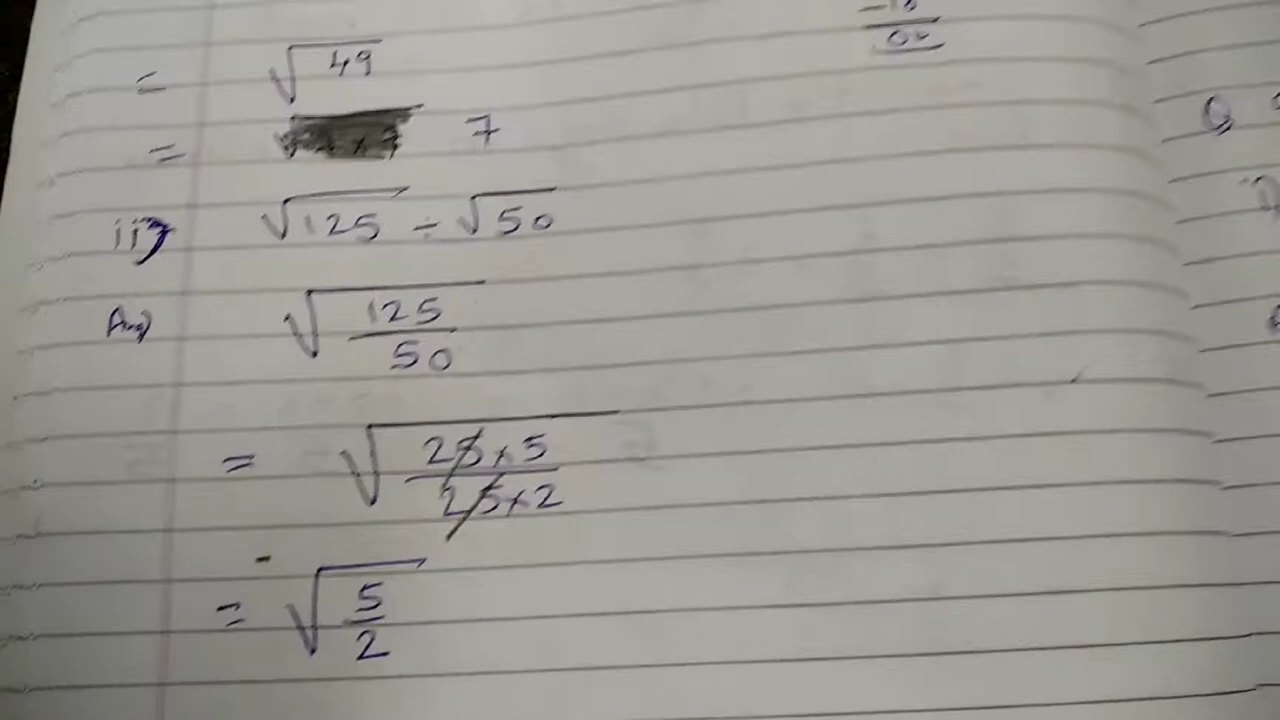 = √49
= 7
ii) √125 ÷ √50
Ans) √(125/50)
= √(25×5/25×2)
= √(5/2)